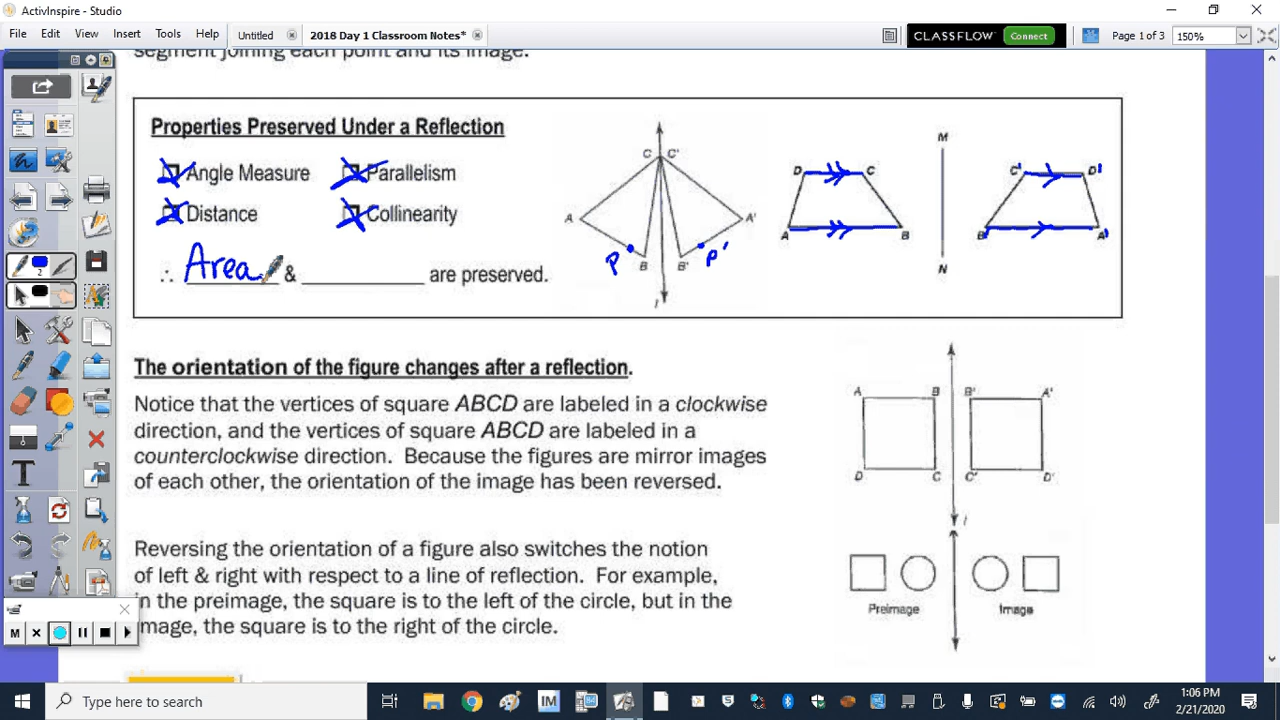 ActivInspire - Studio
File Edit View Insert Tools Help Untitled 2018 Day 1 Classroom Notes* CLASSFLOW Connect Page 1 of 3 150%
segment joining each point and its image.
Properties Preserved Under a Reflection
Angle Measure Parallelism
Distance Collinearity
∴ Area & ____________ are preserved.
C C'
A A'
P B B' P'
l
D C
A B
M
N
C' D'
B' A'
The orientation of the figure changes after a reflection.
Notice that the vertices of square ABCD are labeled in a clockwise
direction, and the vertices of square ABCD are labeled in a
counterclockwise direction. Because the figures are mirror images
of each other, the orientation of the image has been reversed.
A B B' A'
D C C' D'
l
Reversing the orientation of a figure also switches the notion
of left & right with respect to a line of reflection. For example,
in the preimage, the square is to the left of the circle, but in the
image, the square is to the right of the circle.
Preimage Image
M
Type here to search
1:06 PM
2/21/2020